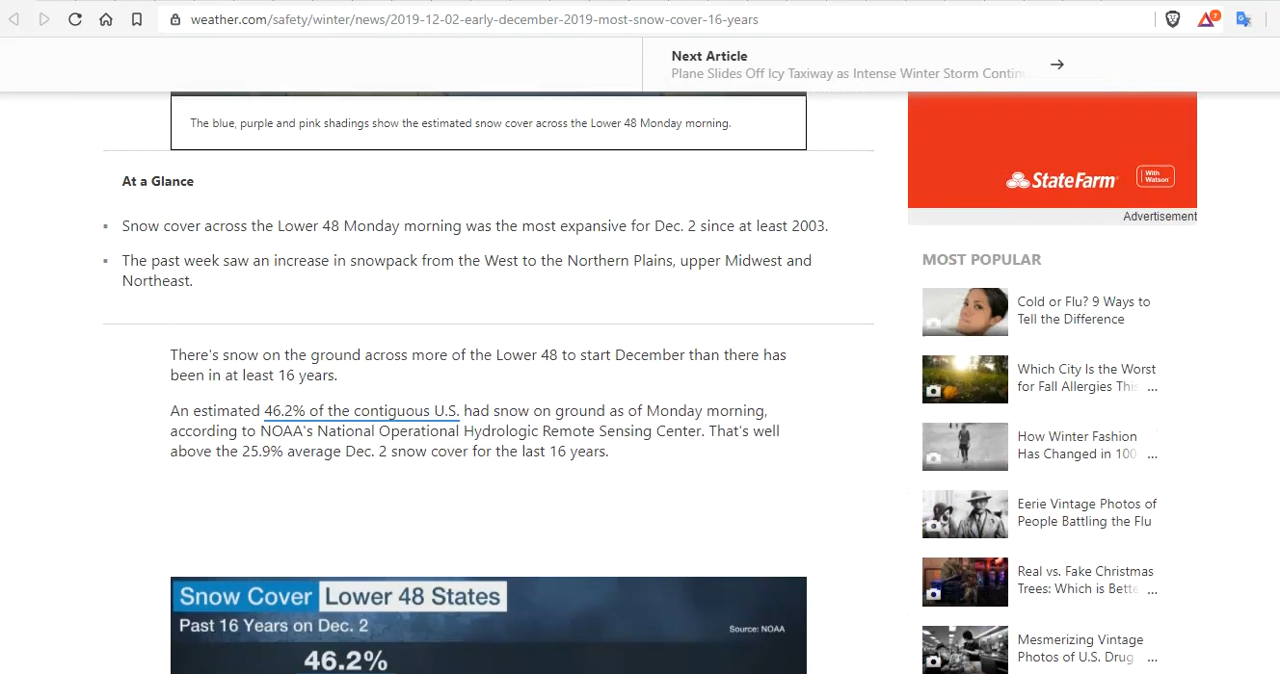 weather.com/safety/winter/news/2019-12-02-early-december-2019-most-snow-cover-16-years
7
Next Article
Plane Slides Off Icy Taxiway as Intense Winter Storm Contin
The blue, purple and pink shadings show the estimated snow cover across the Lower 48 Monday morning.
At a Glance
Snow cover across the Lower 48 Monday morning was the most expansive for Dec. 2 since at least 2003.
The past week saw an increase in snowpack from the West to the Northern Plains, upper Midwest and
Northeast.
There's snow on the ground across more of the Lower 48 to start December than there has
been in at least 16 years.
An estimated 46.2% of the contiguous U.S. had snow on ground as of Monday morning,
according to NOAA's National Operational Hydrologic Remote Sensing Center. That's well
above the 25.9% average Dec. 2 snow cover for the last 16 years.
Snow Cover Lower 48 States
Past 16 Years on Dec. 2
Source: NOAA
46.2%
StateFarm
With
Watson
Advertisement
MOST POPULAR
Cold or Flu? 9 Ways to
Tell the Difference
Which City Is the Worst
for Fall Allergies This ...
How Winter Fashion
Has Changed in 100 ...
Eerie Vintage Photos of
People Battling the Flu
Real vs. Fake Christmas
Trees: Which is Bette ...
Mesmerizing Vintage
Photos of U.S. Drug ...